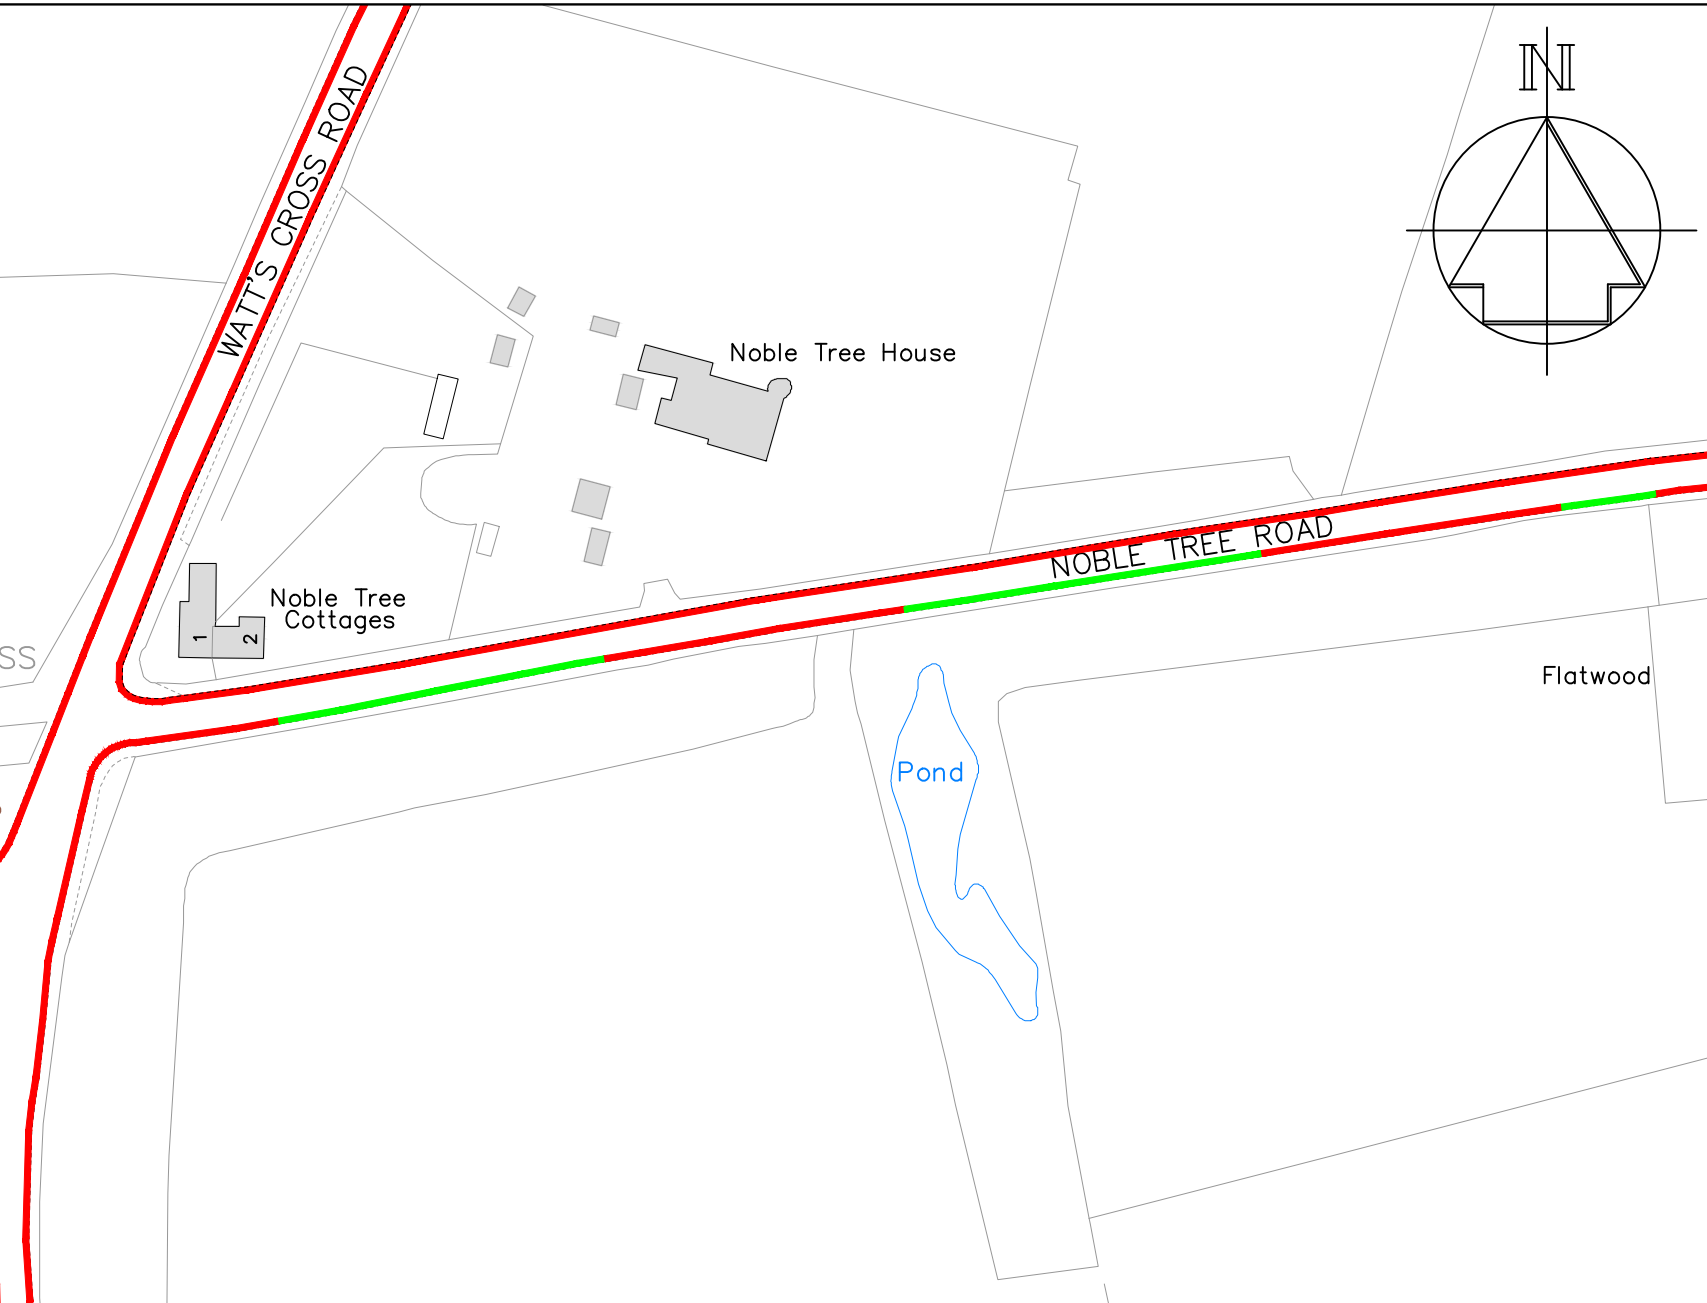 N
WATT'S CROSS ROAD
Noble Tree House
NOBLE TREE ROAD
Noble Tree
Cottages
1
2
SS
Flatwood
Pond